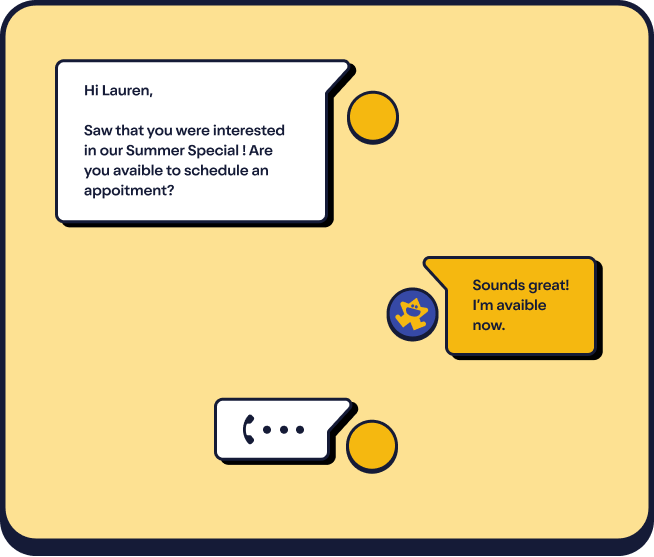 Hi Lauren,
Saw that you were interested
in our Summer Special ! Are
you avaible to schedule an
appoitment?
Sounds great!
I'm avaible
now.